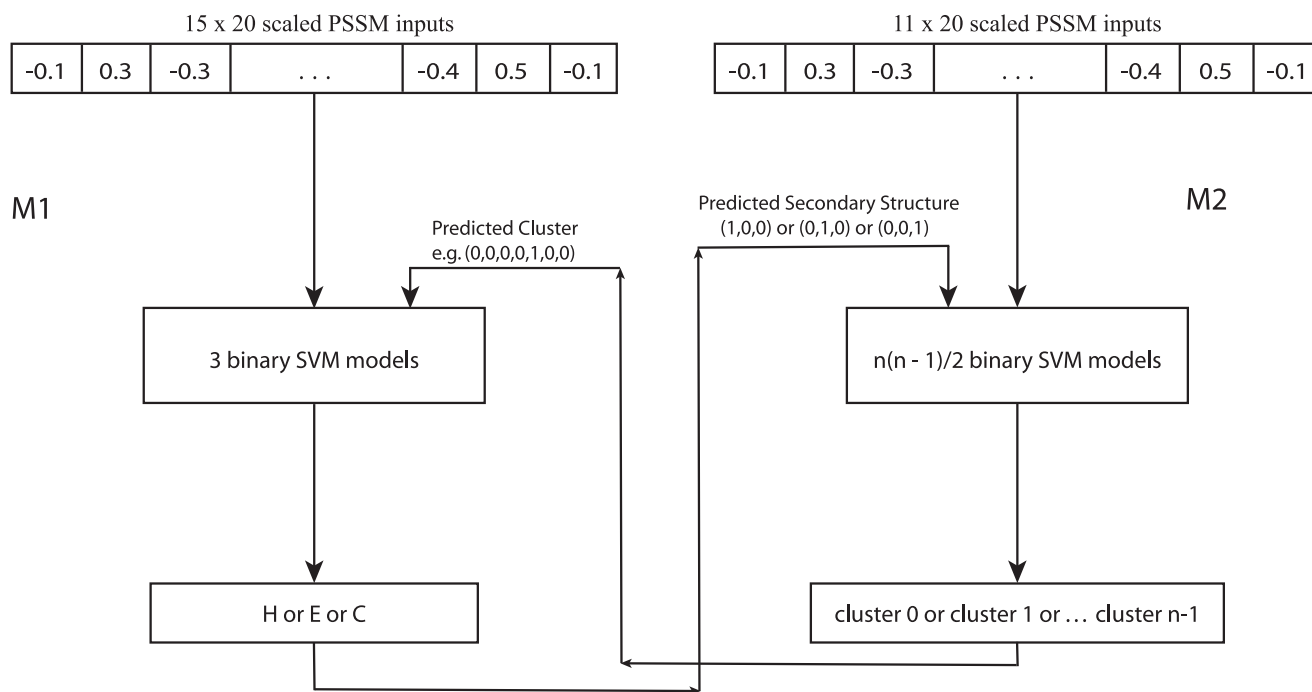 15 x 20 scaled PSSM inputs
-0.1 0.3 -0.3 . . . -0.4 0.5 -0.1
M1
Predicted Cluster
e.g. (0,0,0,0,1,0,0)
3 binary SVM models
H or E or C
11 x 20 scaled PSSM inputs
-0.1 0.3 -0.3 . . . -0.4 0.5 -0.1
M2
Predicted Secondary Structure
(1,0,0) or (0,1,0) or (0,0,1)
n(n - 1)/2 binary SVM models
cluster 0 or cluster 1 or ... cluster n-1